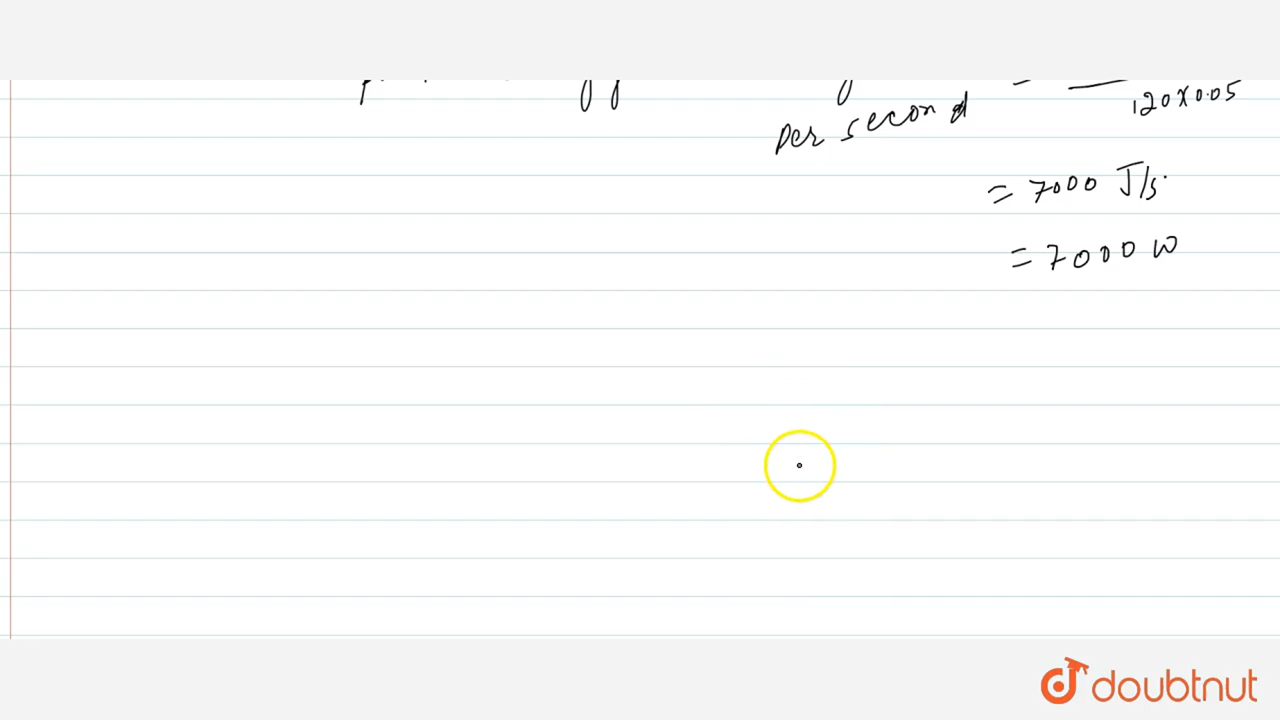 120×0.05
Per second =
= 7000 J/s.
= 7000 W
doubtnut